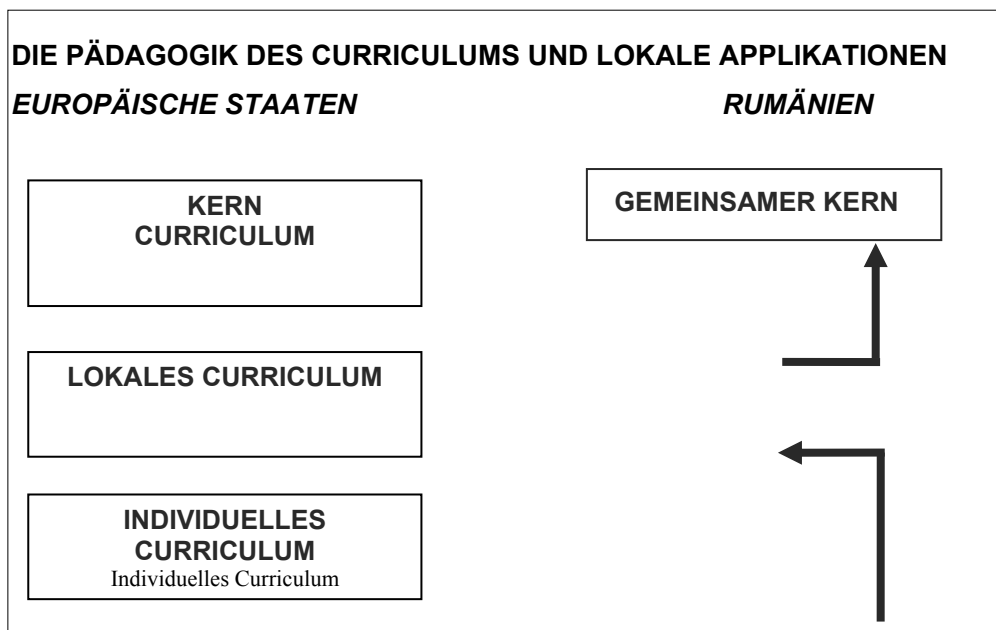 DIE PÄDAGOGIK DES CURRICULUMS UND LOKALE APPLIKATIONEN
EUROPÄISCHE STAATEN
RUMÄNIEN
KERN
CURRICULUM
GEMEINSAMER KERN
LOKALES CURRICULUM
INDIVIDUELLES
CURRICULUM
Individuelles Curriculum